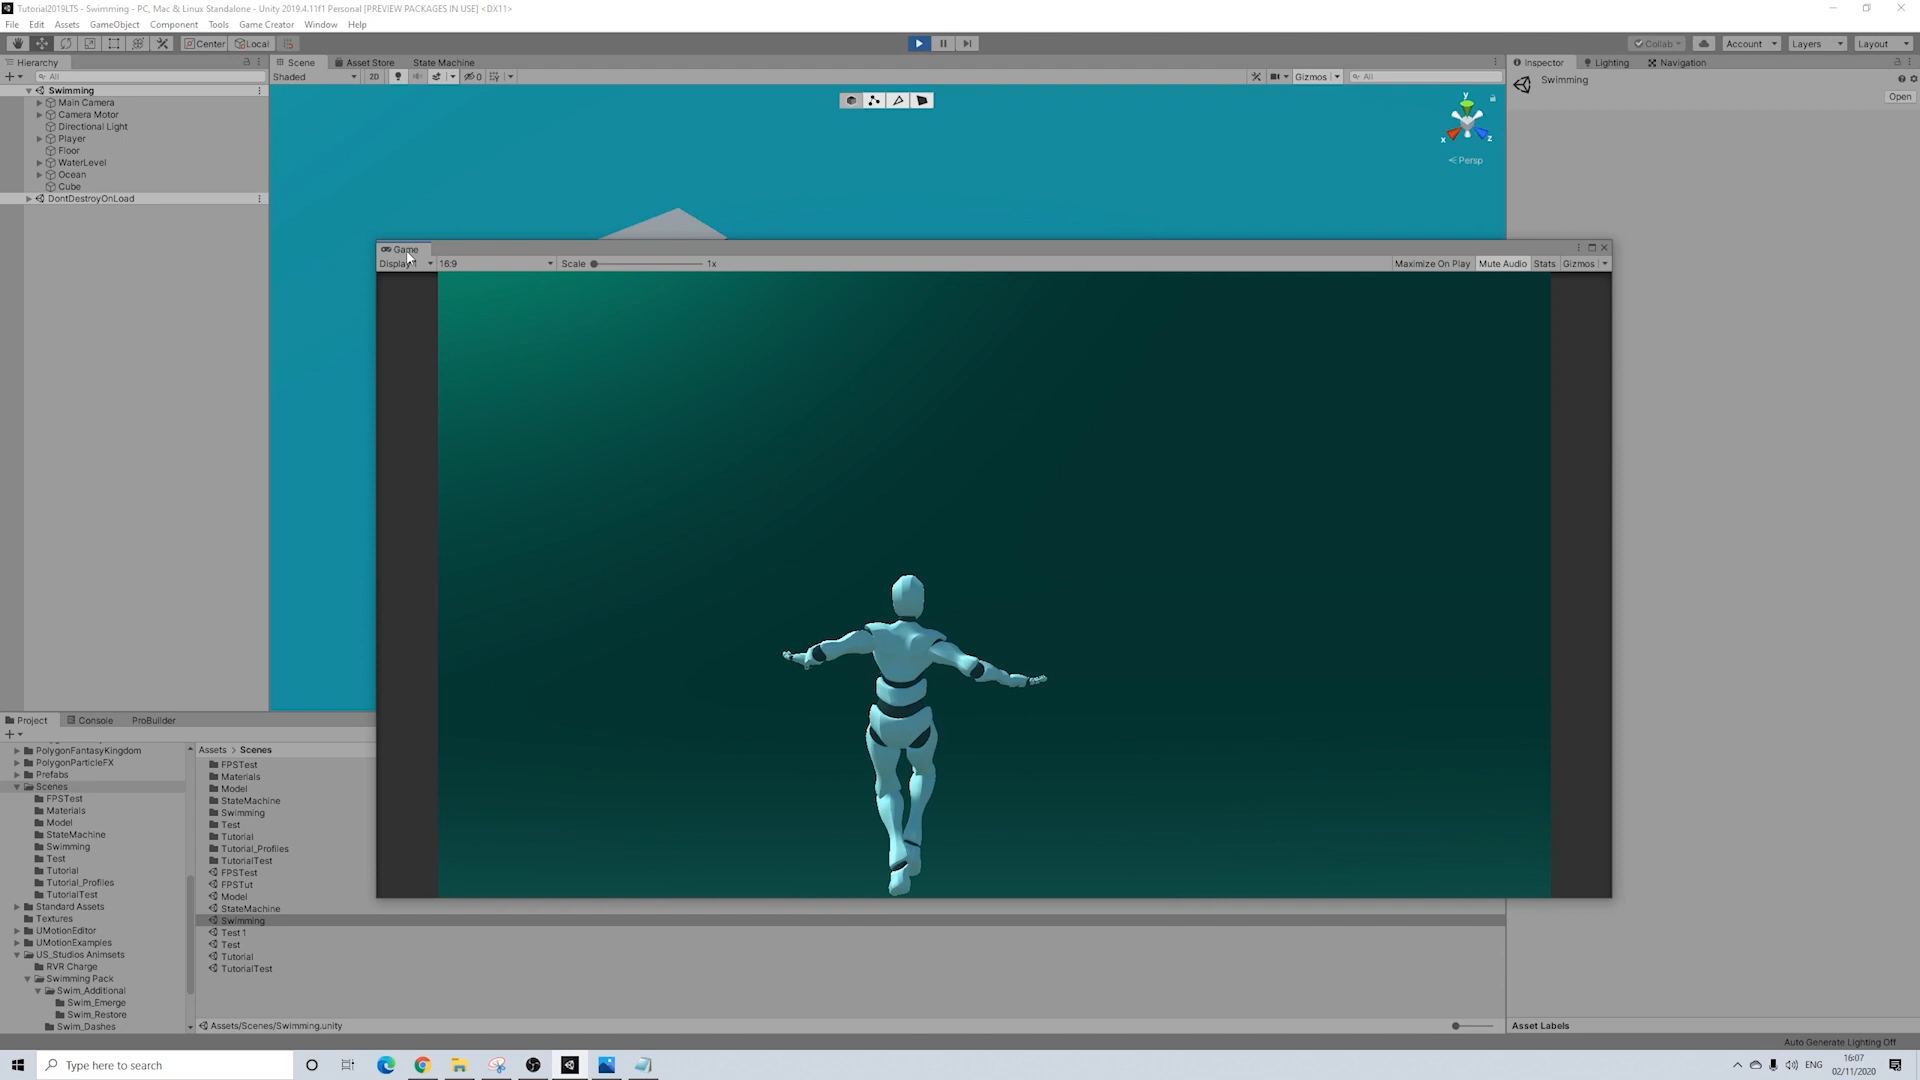 Tutorial2019LTS - Swimming - PC, Mac & Linux Standalone - Unity 2019.4.11f1 Personal [PREVIEW PACKAGES IN USE] <DX11>
File Edit Assets GameObject Component Tools Game Creator Window Help
Center Local Collab Account Layers Layout
Hierarchy Scene Asset Store State Machine Inspector Lighting Navigation
All Shaded 2D 0 Gizmos All Swimming
Open
Swimming
Main Camera
Camera Motor
Directional Light
Player
Floor
WaterLevel
Ocean
Cube
DontDestroyOnLoad
y
x z
Persp
Game
Display 1 16:9 Scale 1x Maximize On Play Mute Audio Stats Gizmos
Project Console ProBuilder
PolygonFantasyKingdom
PolygonParticleFX
Prefabs
Scenes
FPSTest
Materials
Model
StateMachine
Swimming
Test
Tutorial
Tutorial_Profiles
TutorialTest
Standard Assets
Textures
UMotionEditor
UMotionExamples
US_Studios Animsets
RVR Charge
Swimming Pack
Swim_Additional
Swim_Emerge
Swim_Restore
Swim_Dashes
Assets > Scenes
FPSTest
Materials
Model
StateMachine
Swimming
Test
Tutorial
Tutorial_Profiles
TutorialTest
FPSTest
FPSTut
Model
StateMachine
Swimming
Test 1
Test
Tutorial
TutorialTest
Assets/Scenes/Swimming.unity
Asset Labels
Auto Generate Lighting Off
Type here to search
ENG
16:07
02/11/2020